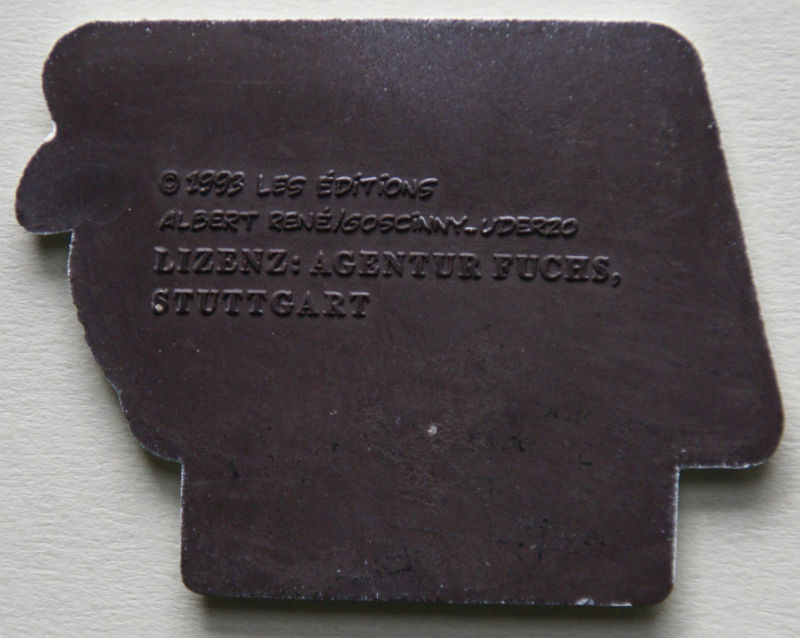 © 1993 LES ÉDITIONS
ALBERT RENÉ/GOSCINNY-UDERZO
LIZENZ: AGENTUR FUCHS,
STUTTGART